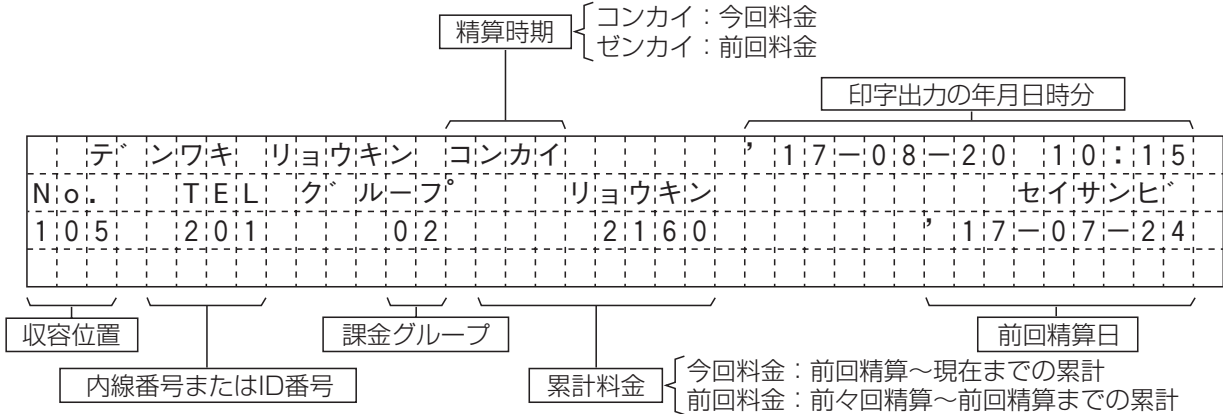 精算時期
コンカイ：今回料金
ゼンカイ：前回料金
印字出力の年月日時分
デンワキ リョウキン コンカイ ’17－08－20 10：15
No. TEL グループ リョウキン セイサンビ
105 201 02 2160 ’17－07－24
収容位置
課金グループ
前回精算日
内線番号またはID番号
累計料金
今回料金：前回精算～現在までの累計
前回料金：前々回精算～前回精算までの累計